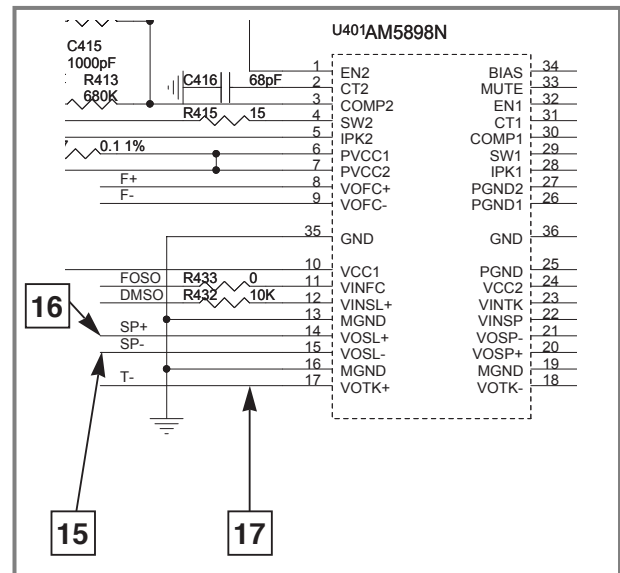 U401 AM5898N
C415
1000pF
R413
680K
C416 68pF
R415 15
0.1 1%
F+
F-
FOSO R433 0
DMSO R432 10K
SP+
SP-
T-
1 EN2
2 CT2
3 COMP2
4 SW2
5 IPK2
6 PVCC1
7 PVCC2
8 VOFC+
9 VOFC-
35 GND
10 VCC1
11 VINFC
12 VINSL+
13 MGND
14 VOSL+
15 VOSL-
16 MGND
17 VOTK+
BIAS 34
MUTE 33
EN1 32
CT1 31
COMP1 30
SW1 29
IPK1 28
PGND2 27
PGND1 26
GND 36
PGND 25
VCC2 24
VINTK 23
VINSP 22
VOSP- 21
VOSP+ 20
MGND 19
VOTK- 18
16
15
17